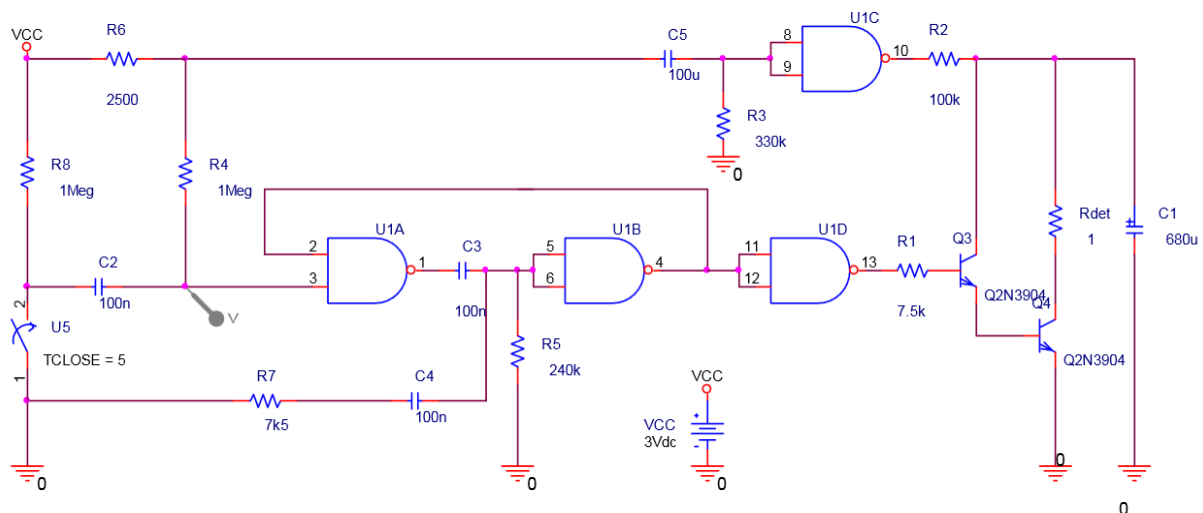 VCC
R6
2500
C5
100u
8
9
U1C
10
R2
100k
R3
330k
0
R8
1Meg
R4
1Meg
U1A
2
3
1
C3
100n
U1B
5
6
4
U1D
11
12
13
R1
7.5k
Q3
Q2N3904
Q4
Q2N3904
Rdet
1
C1
680u
C2
100n
V
2
U5
1
TCLOSE = 5
R7
7k5
C4
100n
R5
240k
VCC
VCC
3Vdc
+
-
0
0
0
0
0